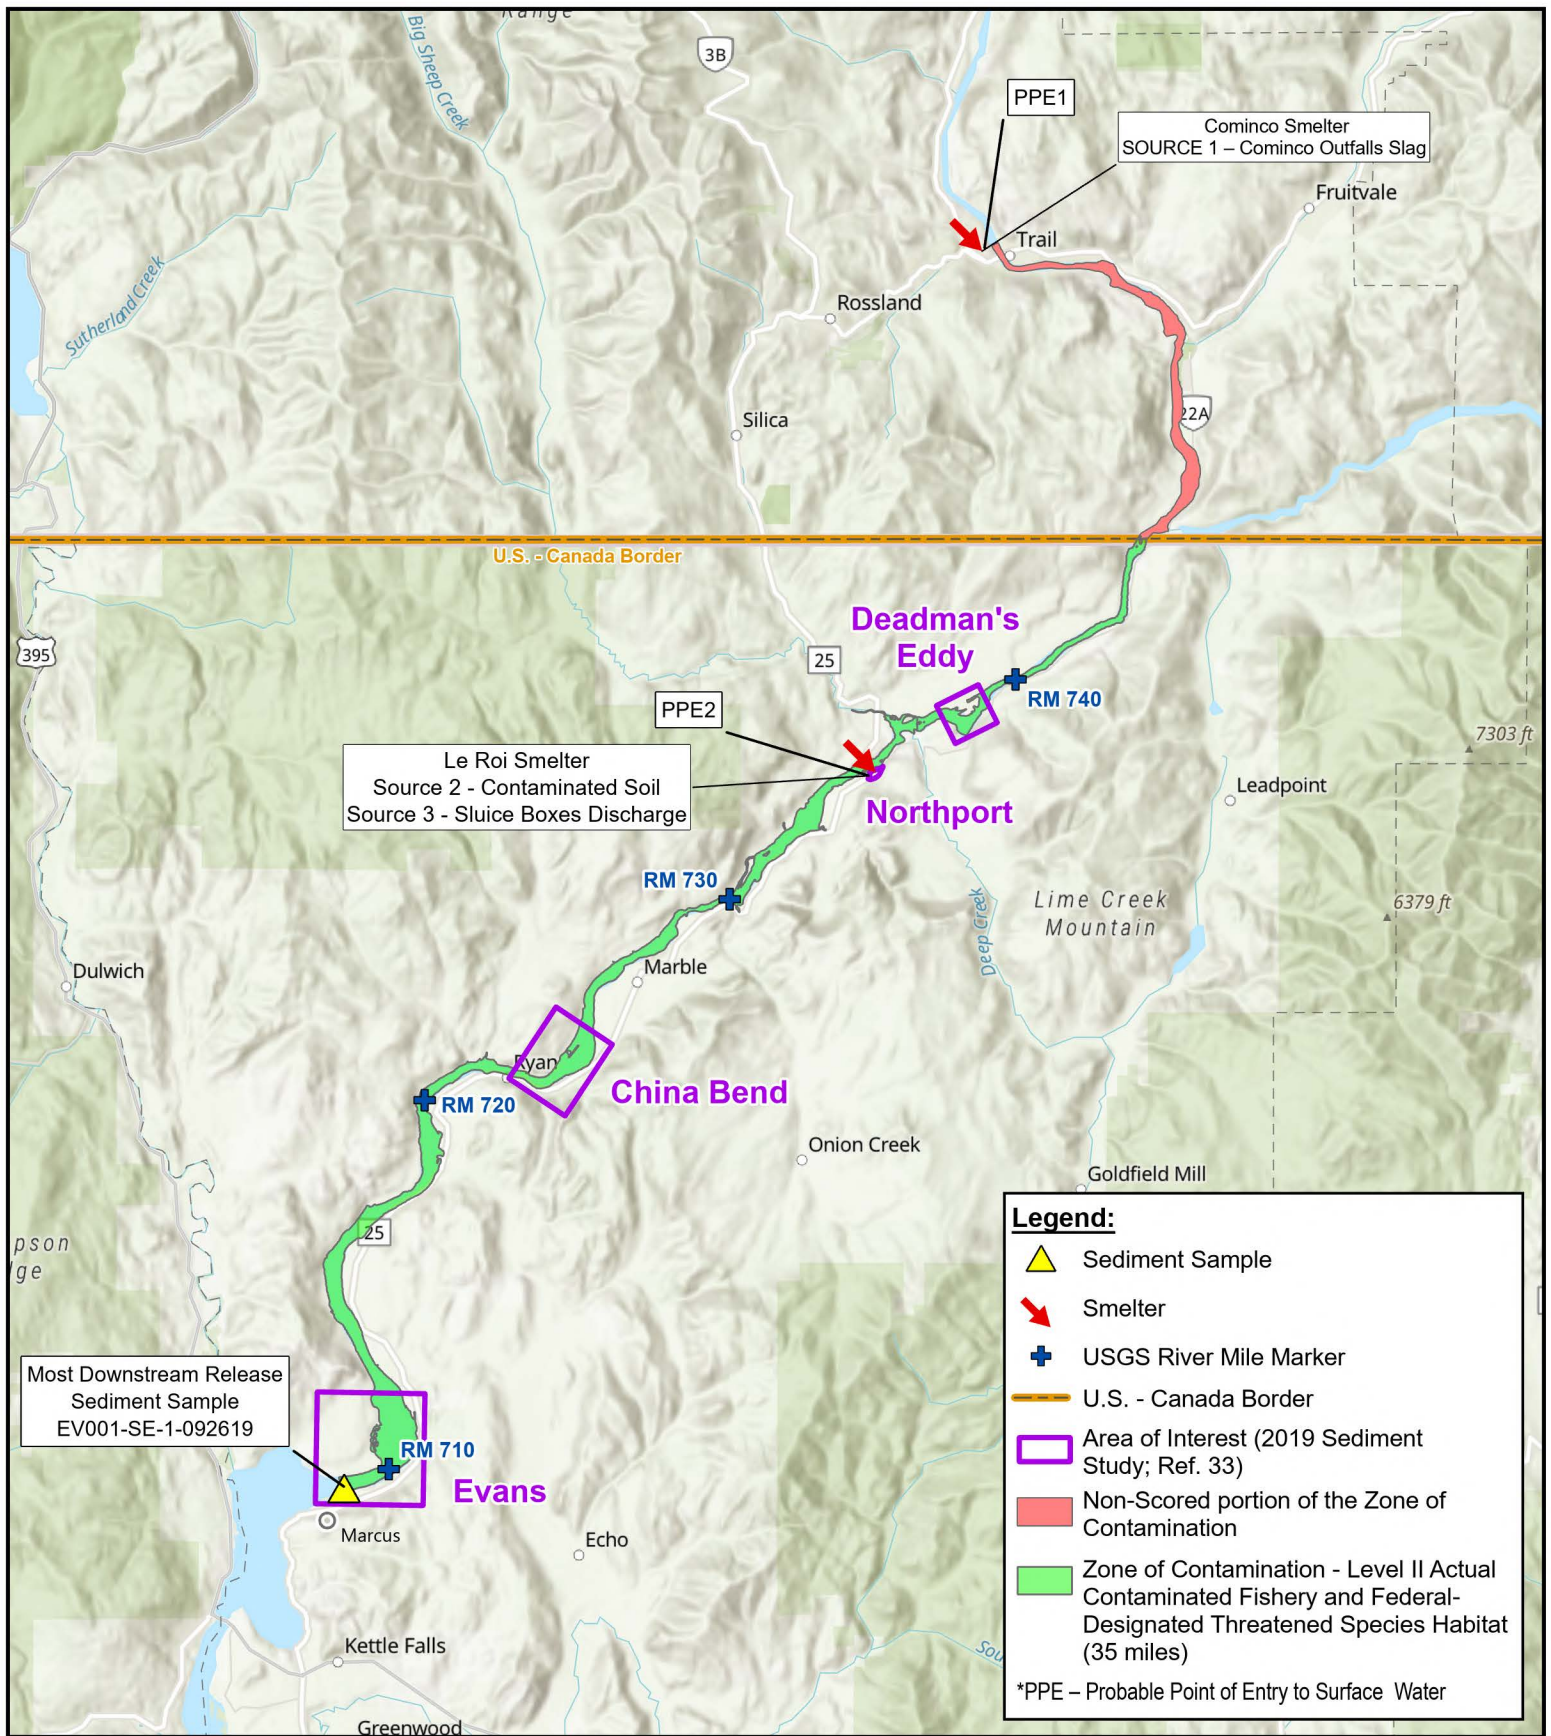 Range
Big Sheep Creek
3B
PPE1
Cominco Smelter
SOURCE 1 – Cominco Outfalls Slag
Fruitvale
Trail
Sutherland Creek
Rossland
Silica
22A
U.S. - Canada Border
Deadman's
Eddy
395
25
RM 740
PPE2
7303 ft
Le Roi Smelter
Source 2 - Contaminated Soil
Source 3 - Sluice Boxes Discharge
Leadpoint
Northport
RM 730
Lime Creek
Mountain
6379 ft
Deep Creek
Dulwich
Marble
Ryan
China Bend
RM 720
Onion Creek
Goldfield Mill
25
pson
ge
Most Downstream Release
Sediment Sample
EV001-SE-1-092619
RM 710
Evans
Marcus
Echo
Kettle Falls
Sou
Greenwood
Legend:
Sediment Sample
Smelter
USGS River Mile Marker
U.S. - Canada Border
Area of Interest (2019 Sediment
Study; Ref. 33)
Non-Scored portion of the Zone of
Contamination
Zone of Contamination - Level II Actual
Contaminated Fishery and Federal-
Designated Threatened Species Habitat
(35 miles)
*PPE – Probable Point of Entry to Surface Water